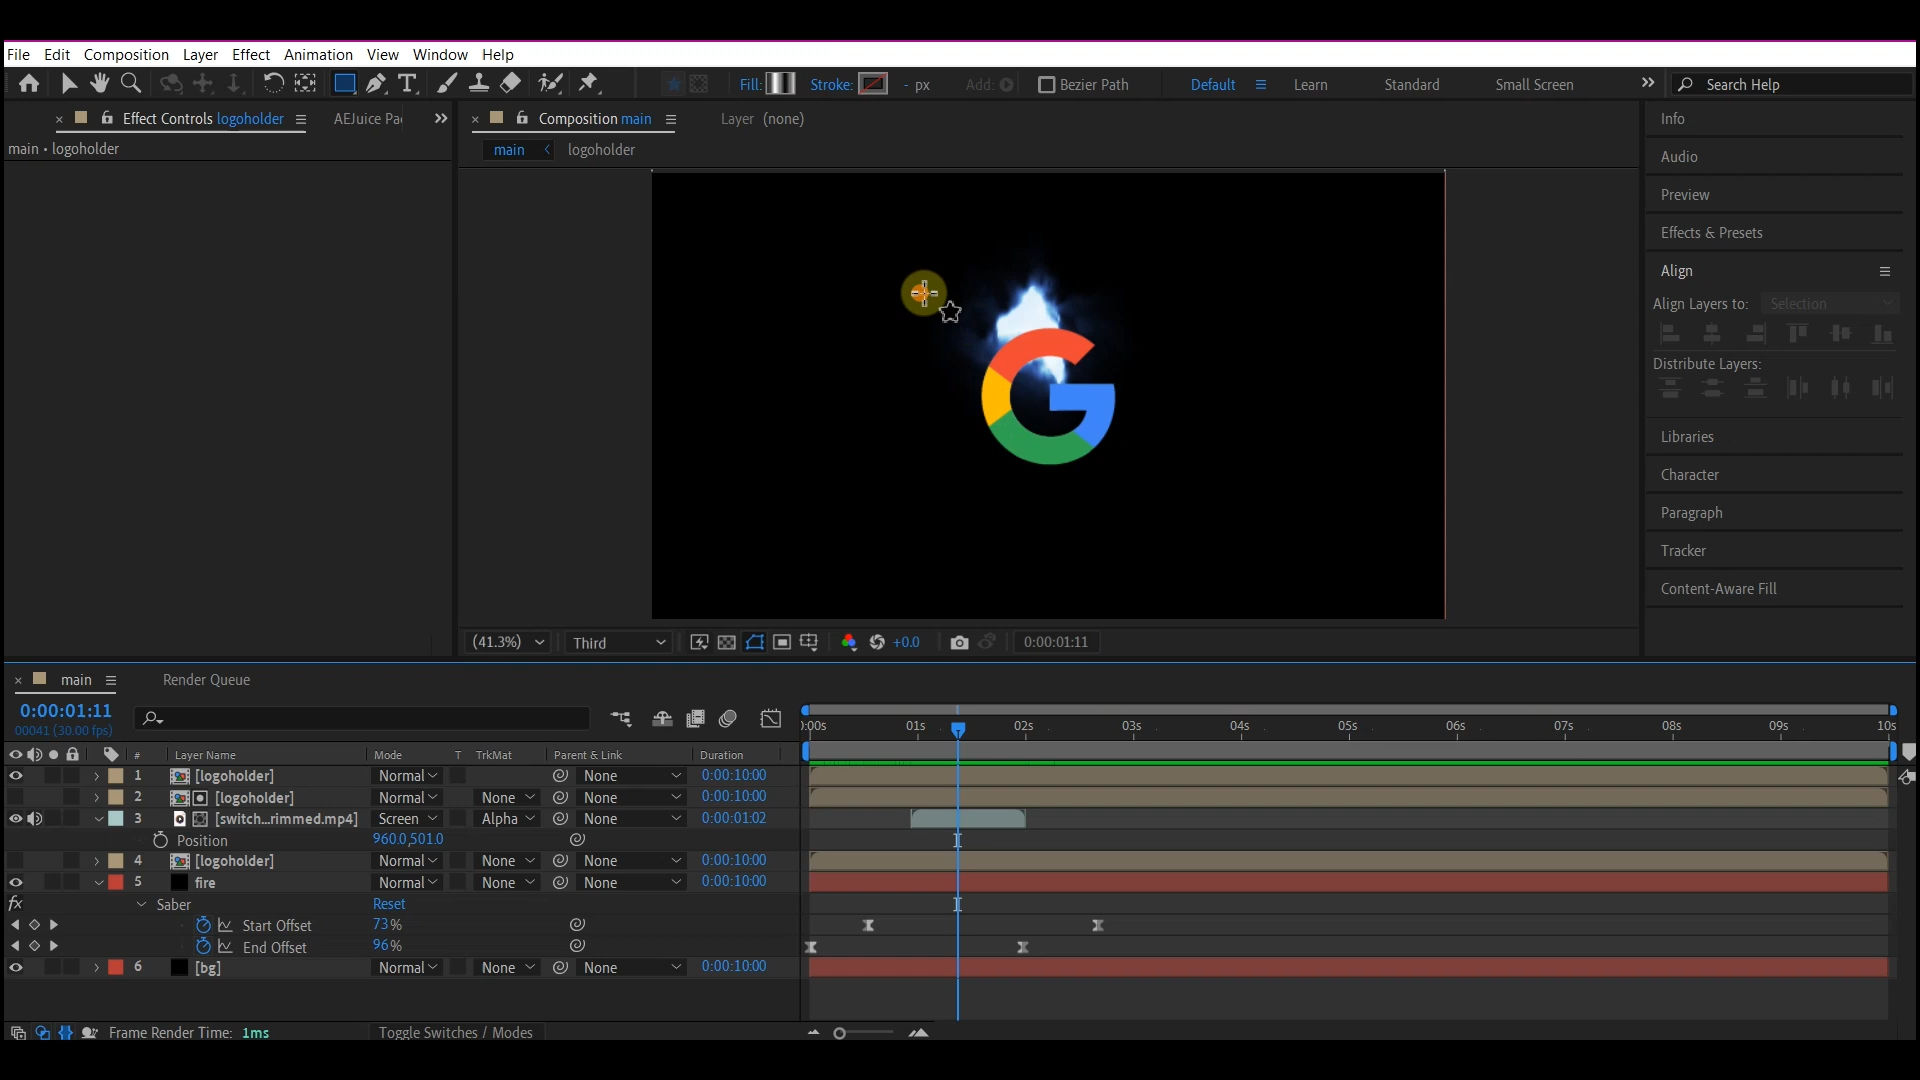 File Edit Composition Layer Effect Animation View Window Help
Fill: Stroke: - px Add: Bezier Path Default Learn Standard Small Screen Search Help
Effect Controls logoholder AEJuice Pa
Composition main Layer (none)
main • logoholder
main logoholder
Info
Audio
Preview
Effects & Presets
Align
Align Layers to: Selection
Distribute Layers:
Libraries
Character
Paragraph
Tracker
Content-Aware Fill
(41.3%) Third +0.0 0:00:01:11
main Render Queue
0:00:01:11
00041 (30.00 fps)
):00s 01s 02s 03s 04s 05s 06s 07s 08s 09s 10s
# Layer Name Mode T TrkMat Parent & Link Duration
1 [logoholder] Normal None 0:00:10:00
2 [logoholder] Normal None None 0:00:10:00
3 [switch...rimmed.mp4] Screen Alpha None 0:00:01:02
Position 960.0,501.0
4 [logoholder] Normal None None 0:00:10:00
5 fire Normal None None 0:00:10:00
fx Saber Reset
Start Offset 73%
End Offset 96%
6 [bg] Normal None None 0:00:10:00
Frame Render Time: 1ms Toggle Switches / Modes